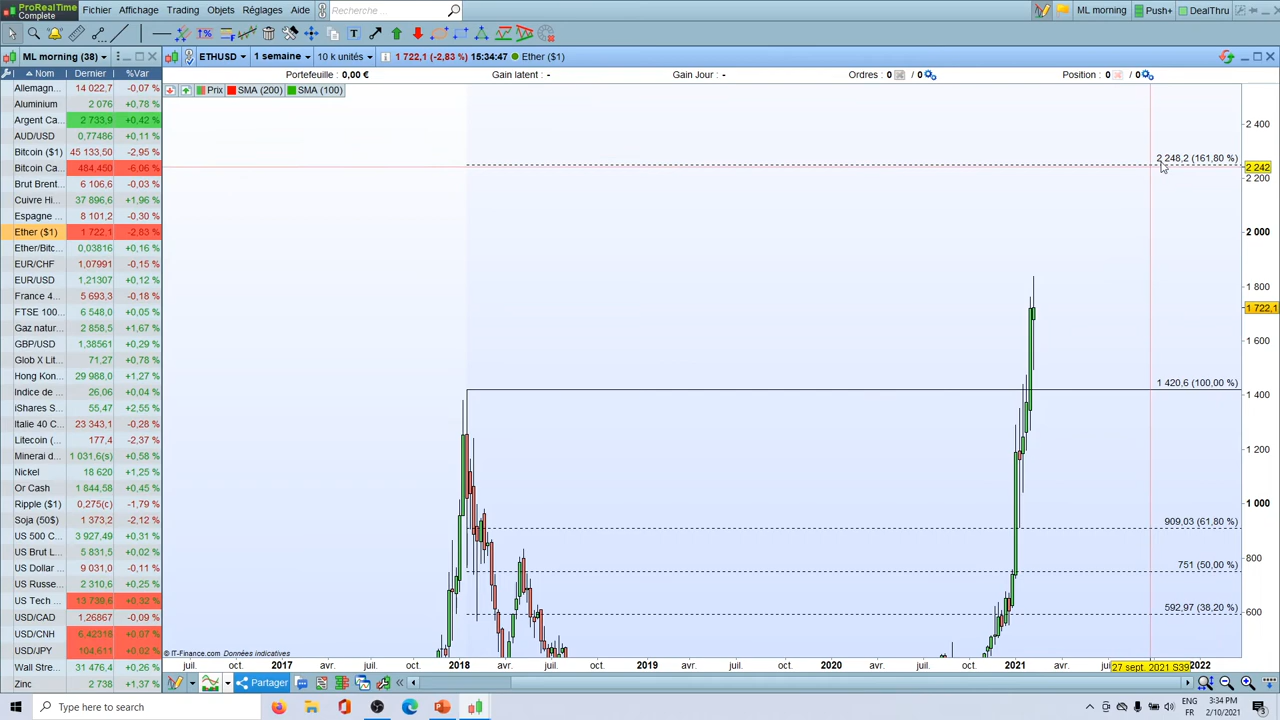 ProRealTime
Complete
Fichier Affichage Trading Objets Réglages Aide
Recherche ...
ML morning Push+ DealThru
ML morning (38)
ETHUSD 1 semaine 10 k unités 1 722,1 (-2,83 %) 15:34:47 Ether ($1)
Portefeuille : 0,00 € Gain latent : - Gain Jour : - Ordres : 0 / 0 Position : 0 / 0
Nom Dernier %Var
Prix SMA (200) SMA (100)
Allemagn... 14 022,7 -0,07 %
Aluminium 2 076 +0,78 %
Argent Ca... 2 733,9 +0,42 %
AUD/USD 0,77486 +0,11 %
Bitcoin ($1) 45 133,50 -2,95 %
Bitcoin Ca... 484,450 -6,06 %
Brut Brent... 6 106,6 -0,03 %
Cuivre Hi... 37 896,6 +1,96 %
Espagne ... 8 101,2 -0,30 %
Ether ($1) 1 722,1 -2,83 %
Ether/Bitc... 0,03816 +0,16 %
EUR/CHF 1,07991 -0,15 %
EUR/USD 1,21307 +0,12 %
France 4... 5 693,3 -0,18 %
FTSE 100... 6 548,0 +0,05 %
Gaz natur... 2 858,5 +1,67 %
GBP/USD 1,38561 +0,29 %
Glob X Lit... 71,27 +0,78 %
Hong Kon... 29 988,0 +1,27 %
Indice de ... 26,06 +0,04 %
iShares S... 55,47 +2,55 %
Italie 40 C... 23 343,1 -0,28 %
Litecoin (... 177,4 -2,37 %
Minerai d... 1 031,6(s) +0,58 %
Nickel 18 620 +1,25 %
Or Cash 1 844,58 +0,45 %
Ripple ($1) 0,275(c) -1,79 %
Soja (50$) 1 373,2 -2,12 %
US 500 C... 3 927,49 +0,31 %
US Brut L... 5 831,5 +0,02 %
US Dollar ... 9 031,0 -0,11 %
US Russe... 2 310,6 +0,25 %
US Tech ... 13 739,6 +0,32 %
USD/CAD 1,26867 -0,09 %
USD/CNH 6,42318 +0,07 %
USD/JPY 104,611 +0,02 %
Wall Stre... 31 476,4 +0,26 %
Zinc 2 738 +1,37 %
2 400
2 248,2 (161,80 %)
2 242
2 200
2 000
1 800
1 722,1
1 600
1 420,6 (100,00 %)
1 400
1 200
1 000
909,03 (61,80 %)
800
751 (50,00 %)
592,97 (38,20 %)
600
© IT-Finance.com Données indicatives
juil. oct. 2017 avr. juil. oct. 2018 avr. juil. oct. 2019 avr. juil. oct. 2020 avr. juil. oct. 2021 avr. 27 sept. 2021 S39 2022
Partager
Type here to search
3:34 PM
FR 2/10/2021
3